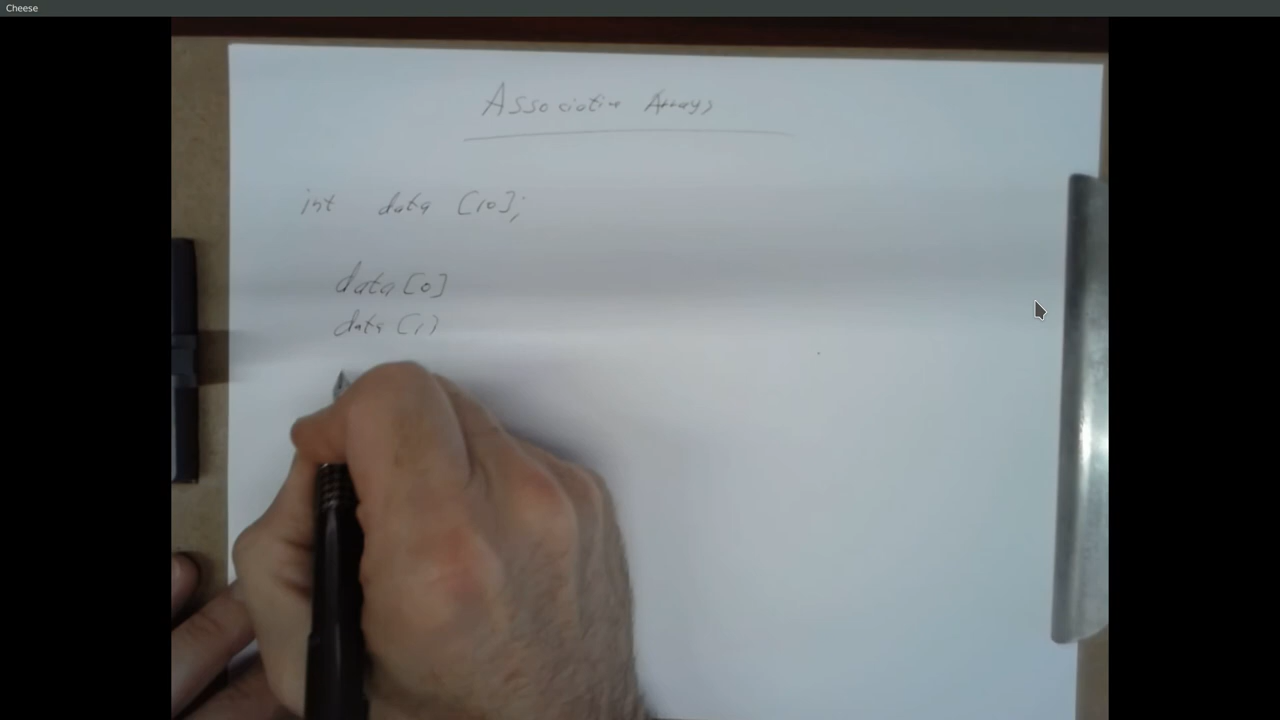 Cheese
Associative Arrays
int data [10];
data[0]
data[1]